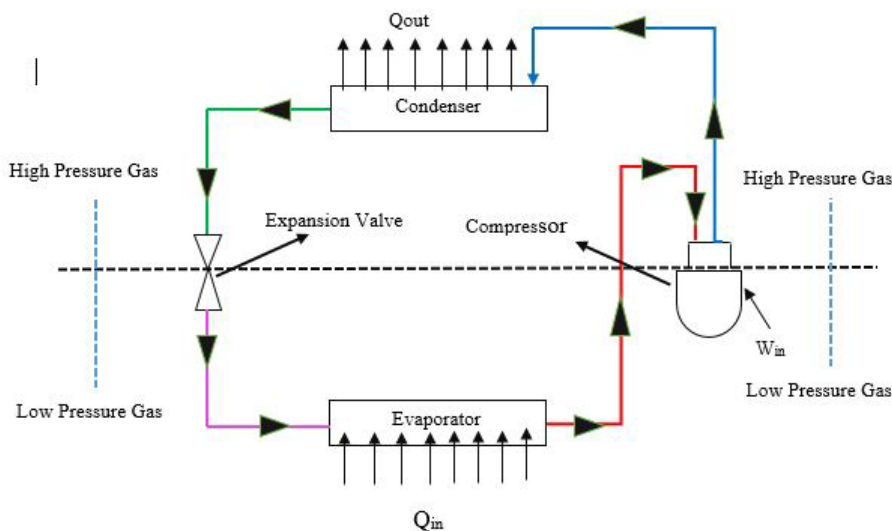 Qout
Condenser
High Pressure Gas
High Pressure Gas
Expansion Valve
Compressor
Win
Low Pressure Gas
Low Pressure Gas
Evaporator
Qin